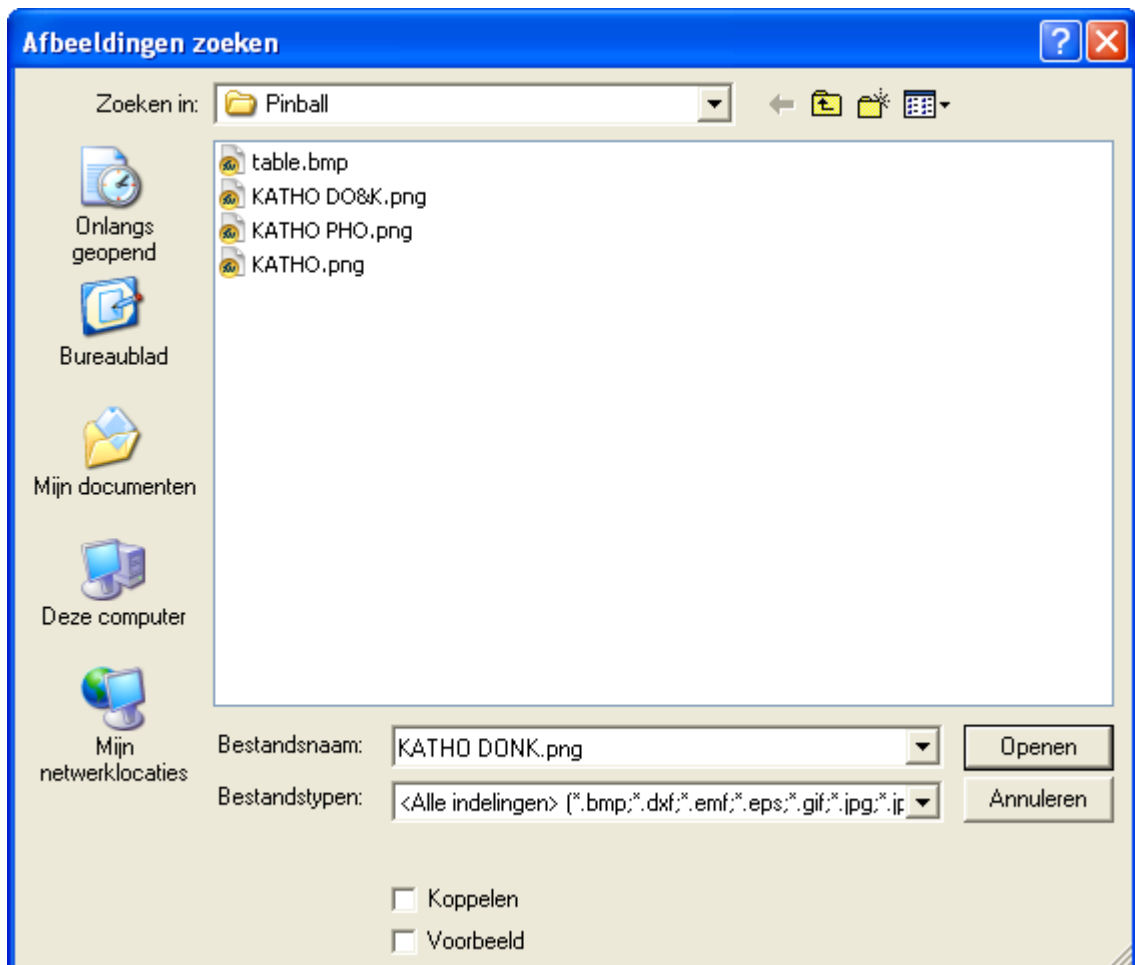 Afbeeldingen zoeken
Zoeken in:
Pinball
Onlangs
geopend
Bureaublad
Mijn documenten
Deze computer
Mijn
netwerklocaties
table.bmp
KATHO DO&K.png
KATHO PHO.png
KATHO.png
Bestandsnaam:
KATHO DONK.png
Openen
Bestandstypen:
<Alle indelingen> (*.bmp;*.dxf;*.emf;*.eps;*.gif;*.jpg;*.jp
Annuleren
Koppelen
Voorbeeld